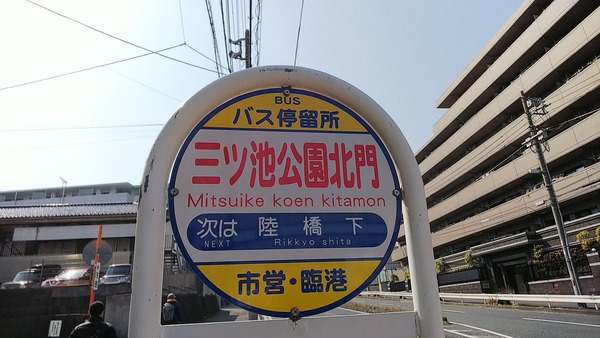 BUS
バス停留所
三ツ池公園北門
Mitsuike koen kitamon
次は 陸橋下
NEXT Rikkyo shita
市営・臨港